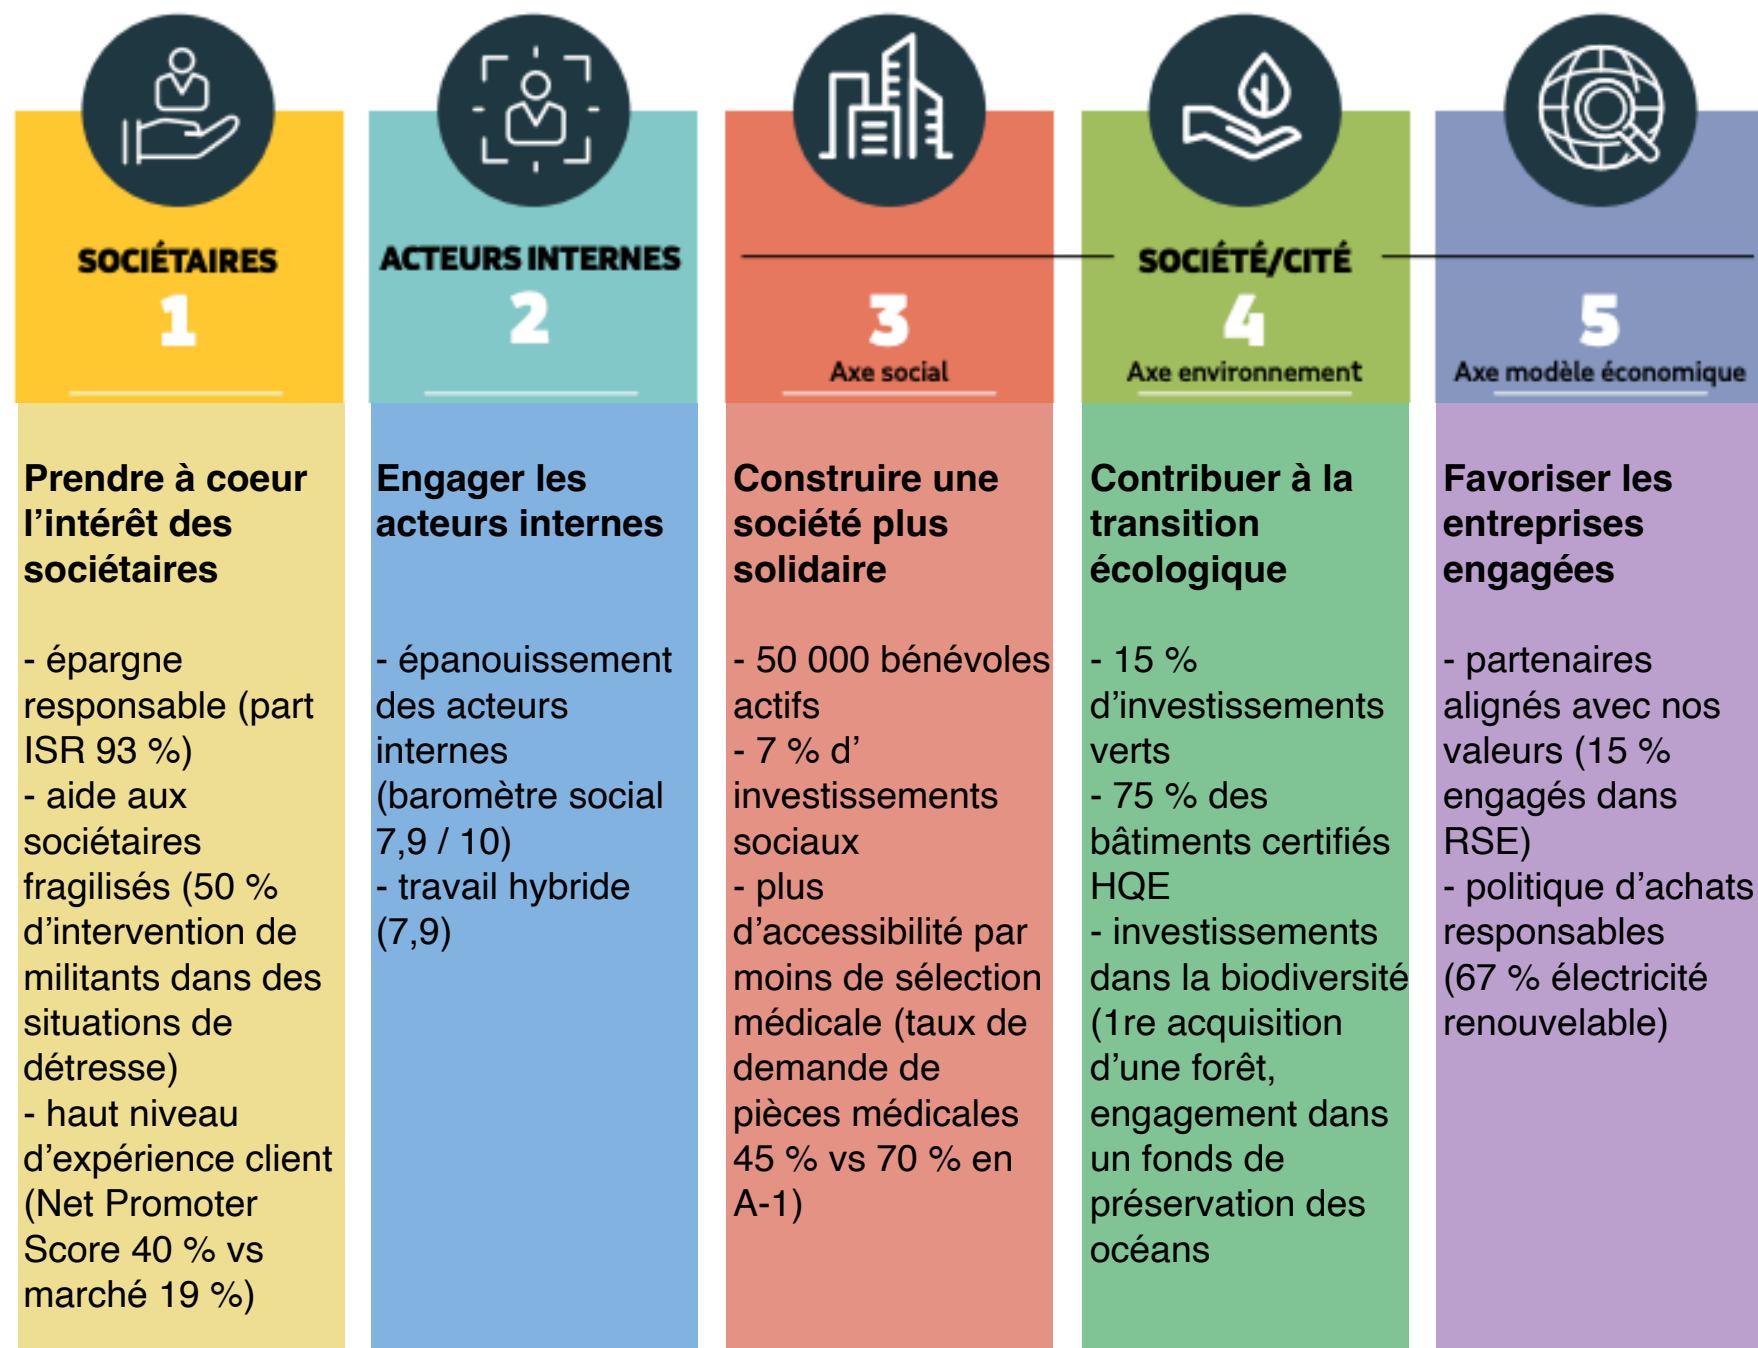 SOCIÉTAIRES
1
Prendre à coeur
l’intérêt des
sociétaires
- épargne
responsable (part
ISR 93 %)
- aide aux
sociétaires
fragilisés (50 %
d’intervention de
militants dans des
situations de
détresse)
- haut niveau
d’expérience client
(Net Promoter
Score 40 % vs
marché 19 %)
ACTEURS INTERNES
2
Engager les
acteurs internes
- épanouissement
des acteurs
internes
(baromètre social
7,9 / 10)
- travail hybride
(7,9)
SOCIÉTÉ/CITÉ
3
Axe social
Construire une
société plus
solidaire
- 50 000 bénévoles
actifs
- 7 % d’
investissements
sociaux
- plus
d’accessibilité par
moins de sélection
médicale (taux de
demande de
pièces médicales
45 % vs 70 % en
A-1)
4
Axe environnement
Contribuer à la
transition
écologique
- 15 %
d’investissements
verts
- 75 % des
bâtiments certifiés
HQE
- investissements
dans la biodiversité
(1re acquisition
d’une forêt,
engagement dans
un fonds de
préservation des
océans
5
Axe modèle économique
Favoriser les
entreprises
engagées
- partenaires
alignés avec nos
valeurs (15 %
engagés dans
RSE)
- politique d’achats
responsables
(67 % électricité
renouvelable)